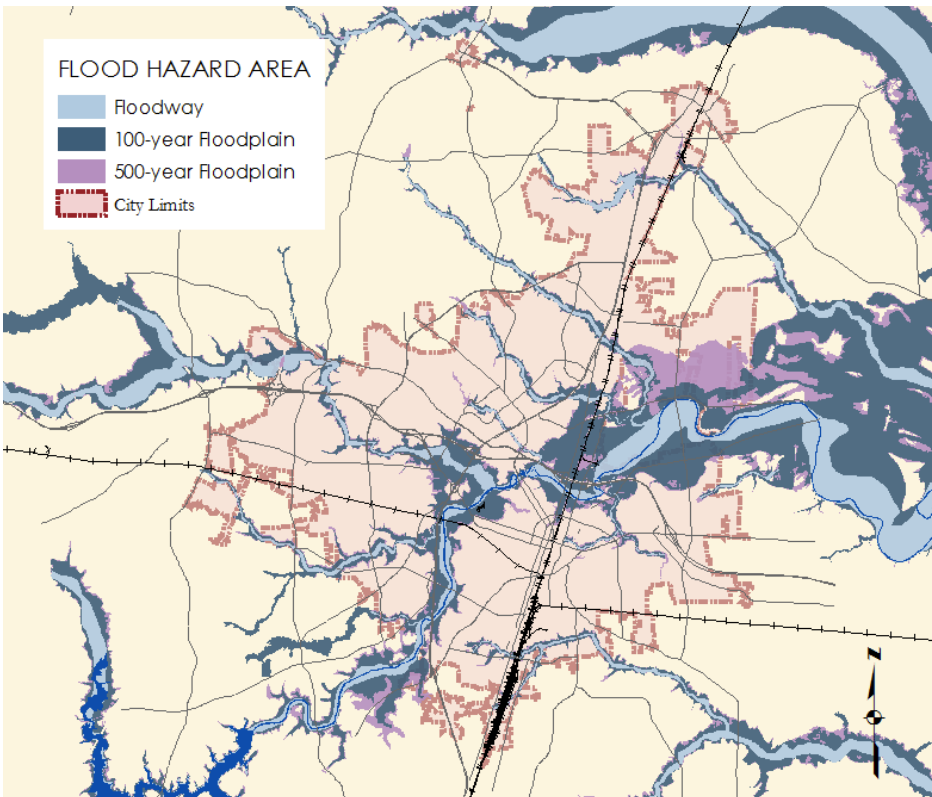 FLOOD HAZARD AREA
Floodway
100-year Floodplain
500-year Floodplain
City Limits
N